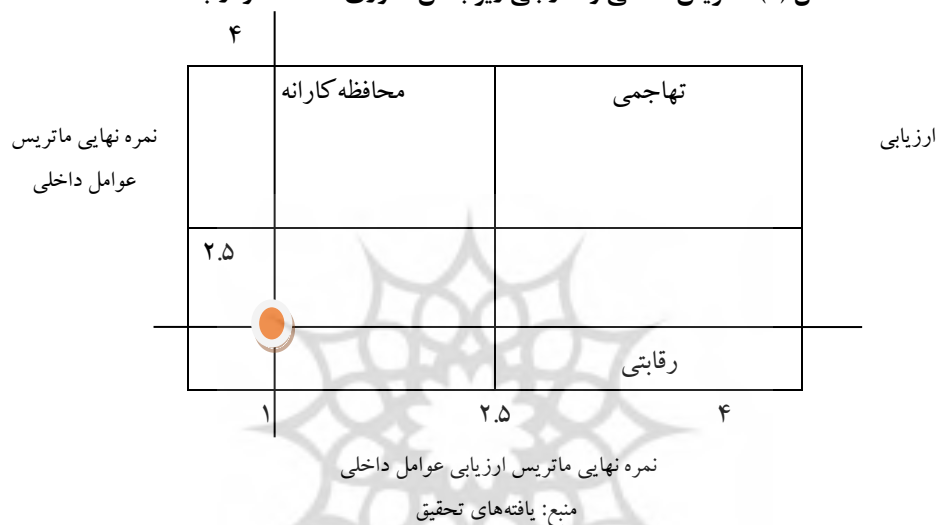 ۴
محافظه‌کارانه
تهاجمی
ارزیابی
نمره نهایی ماتریس
عوامل داخلی
۲.۵
رقابتی
۱
۲.۵
۴
نمره نهایی ماتریس ارزیابی عوامل داخلی
منبع: یافته‌های تحقیق